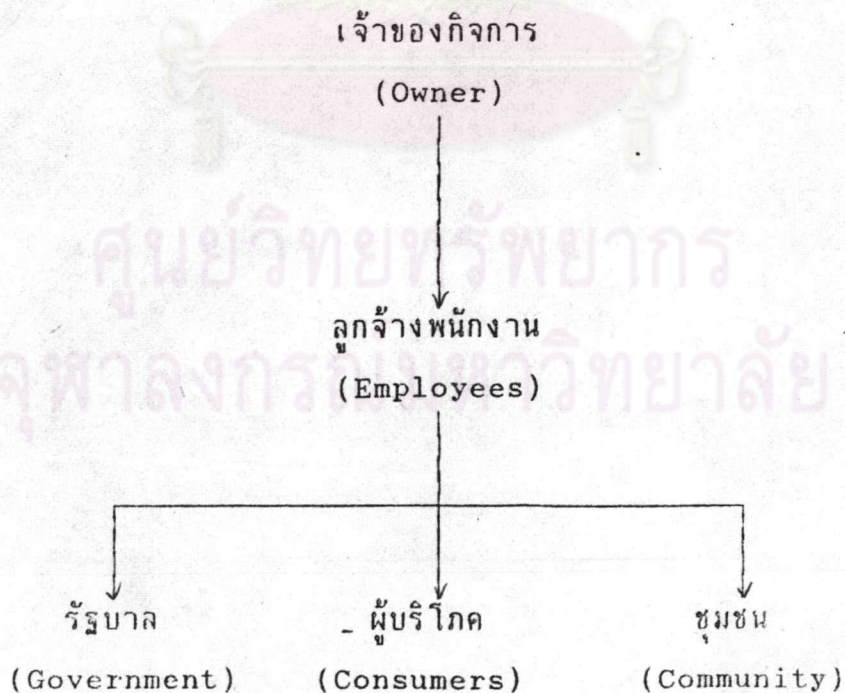 เจ้าของกิจการ
(Owner)
ศูนย์วิทยทรัพยากร
ลูกจ้างพนักงาน
จุฬาลงกรณ์มหาวิทยาลัย
(Employees)
รัฐบาล ผู้บริโภค ชุมชน
(Government) (Consumers) (Community)